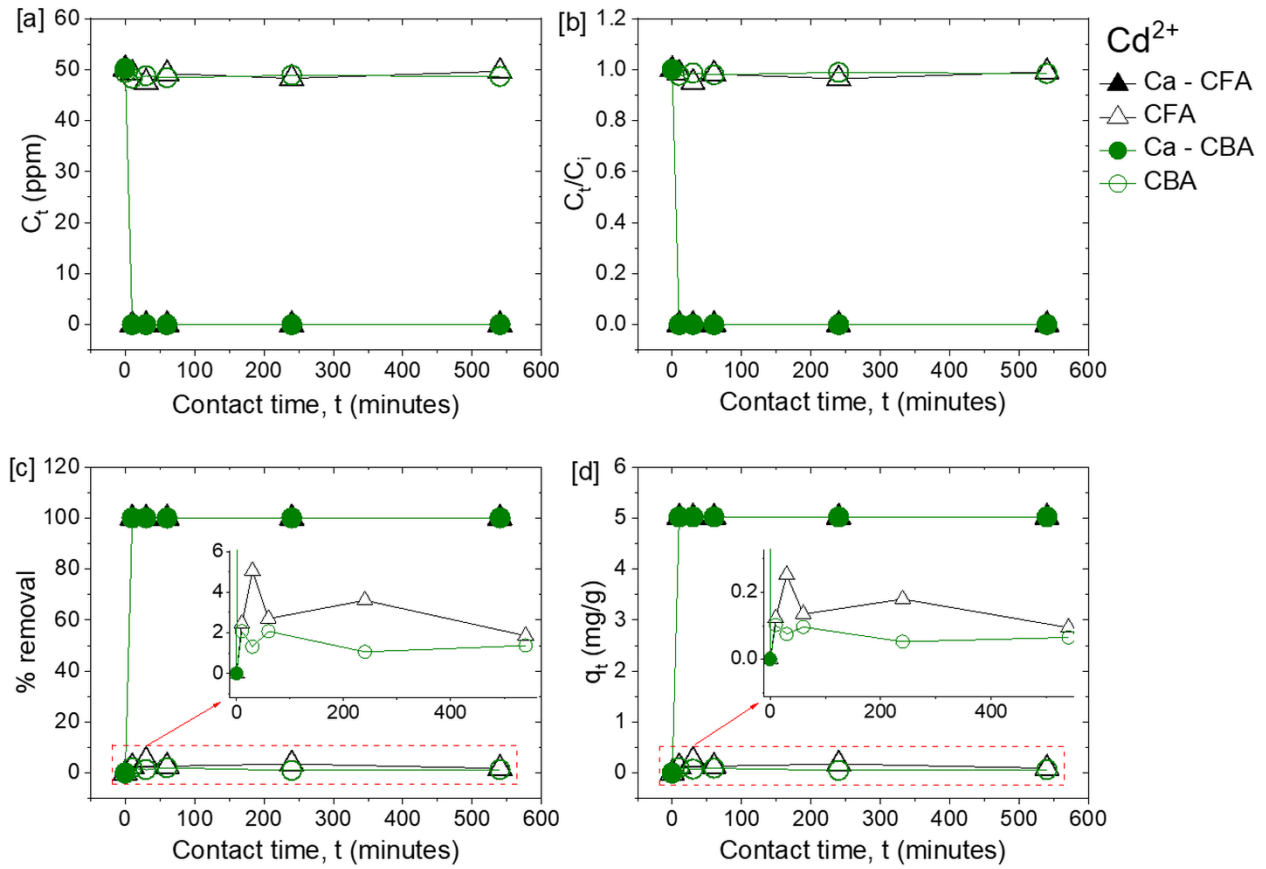 [a]
60
50
40
30
20
10
0
C_t (ppm)
0 100 200 300 400 500 600
Contact time, t (minutes)
[b]
1.2
1.0
0.8
0.6
0.4
0.2
0.0
C_t/C_i
0 100 200 300 400 500 600
Contact time, t (minutes)
Cd²⁺
Ca - CFA
CFA
Ca - CBA
CBA
[c]
120
100
80
60
40
20
0
% removal
6
4
2
0
0 200 400
0 100 200 300 400 500 600
Contact time, t (minutes)
[d]
6
5
4
3
2
1
0
q_t (mg/g)
0.2
0.0
0 200 400
0 100 200 300 400 500 600
Contact time, t (minutes)